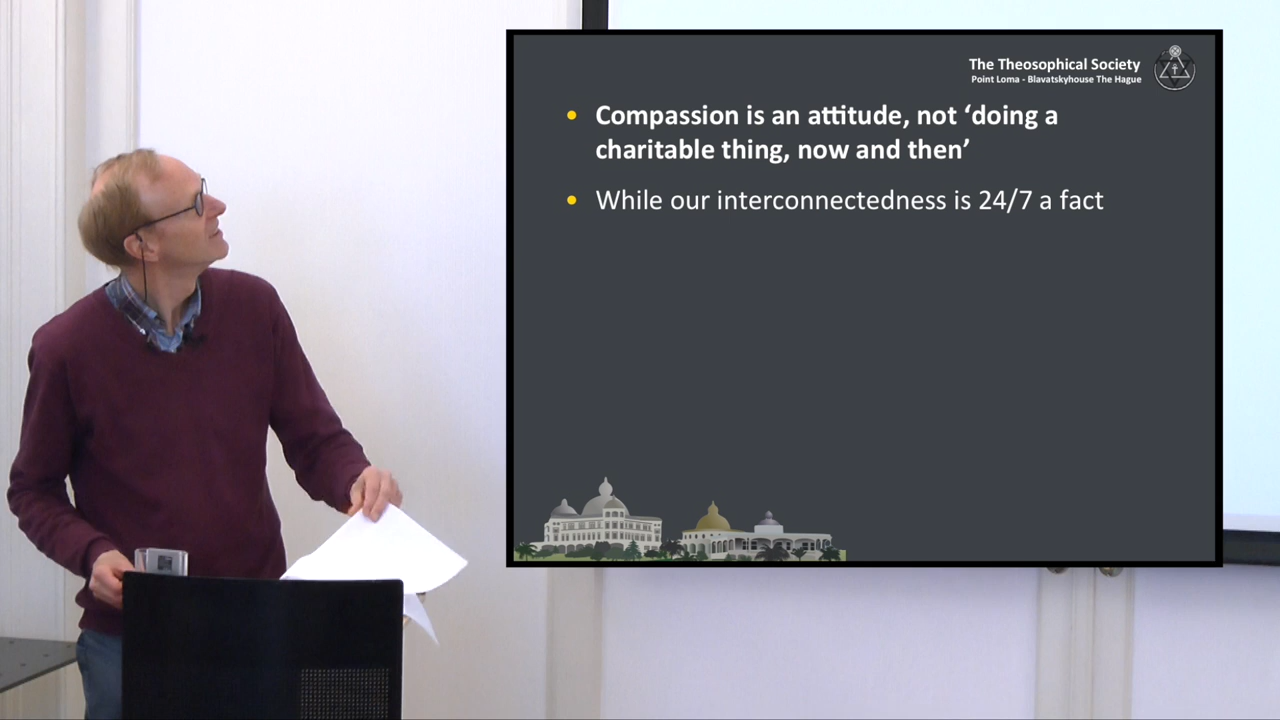 The Theosophical Society
Point Loma - Blavatskyhouse The Hague
• Compassion is an attitude, not ‘doing a
charitable thing, now and then’
• While our interconnectedness is 24/7 a fact